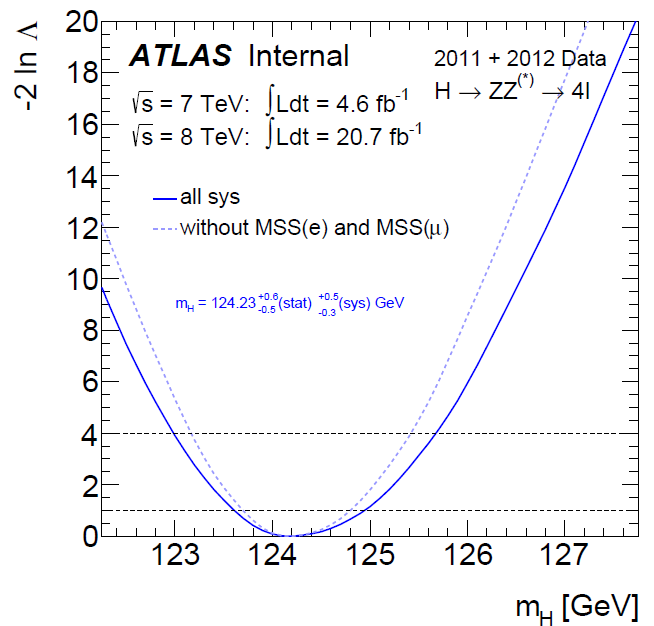 ATLAS Internal
2011 + 2012 Data
H → ZZ(*) → 4l
√s = 7 TeV: ∫Ldt = 4.6 fb-1
√s = 8 TeV: ∫Ldt = 20.7 fb-1
all sys
without MSS(e) and MSS(μ)
mH = 124.23 +0.6 -0.5 (stat) +0.5 -0.3 (sys) GeV
-2 ln Λ
20
18
16
14
12
10
8
6
4
2
0
123 124 125 126 127
mH [GeV]